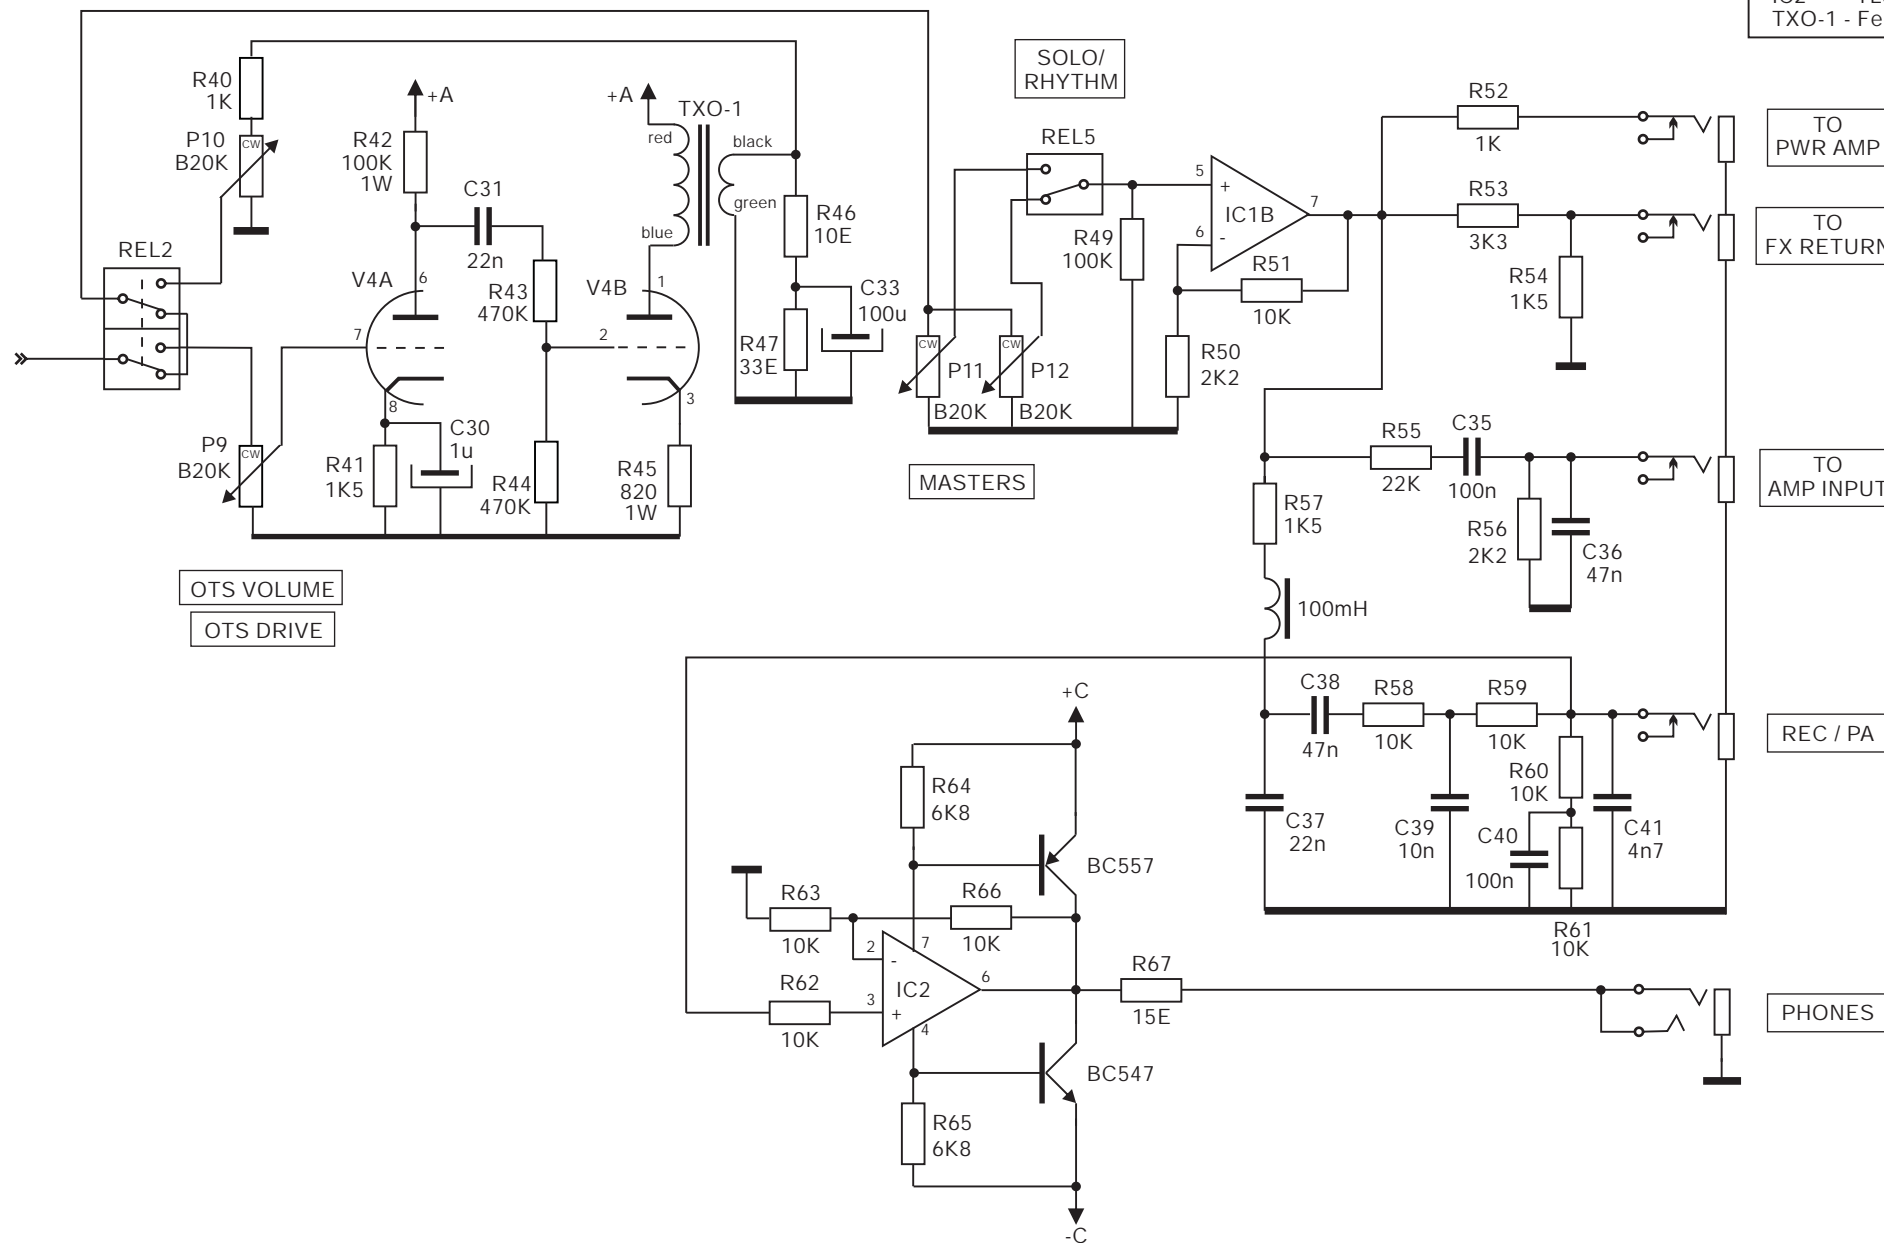 TXO-1 - Fe
R40
1K
P10
B20K
CW
REL2
P9
B20K
CW
OTS VOLUME
OTS DRIVE
+A
R42
100K
1W
C31
22n
V4A
6
7
8
R41
1K5
C30
1u
R43
470K
R44
470K
+A
TXO-1
red
blue
black
green
V4B
1
2
3
R45
820
1W
R46
10E
R47
33E
C33
100u
SOLO/
RHYTHM
REL5
CW
P11
B20K
CW
P12
B20K
MASTERS
R49
100K
5
+
IC1B
7
6
-
R51
10K
R50
2K2
R52
1K
TO
PWR AMP
R53
3K3
R54
1K5
TO
FX RETURN
R55
22K
C35
100n
R56
2K2
C36
47n
TO
AMP INPUT
R57
1K5
100mH
C38
47n
R58
10K
R59
10K
R60
10K
C37
22n
C39
10n
C40
100n
C41
4n7
R61
10K
REC / PA
+C
R64
6K8
BC557
R63
10K
R66
10K
2
-
7
IC2
6
3
+
4
R62
10K
R67
15E
BC547
R65
6K8
-C
PHONES